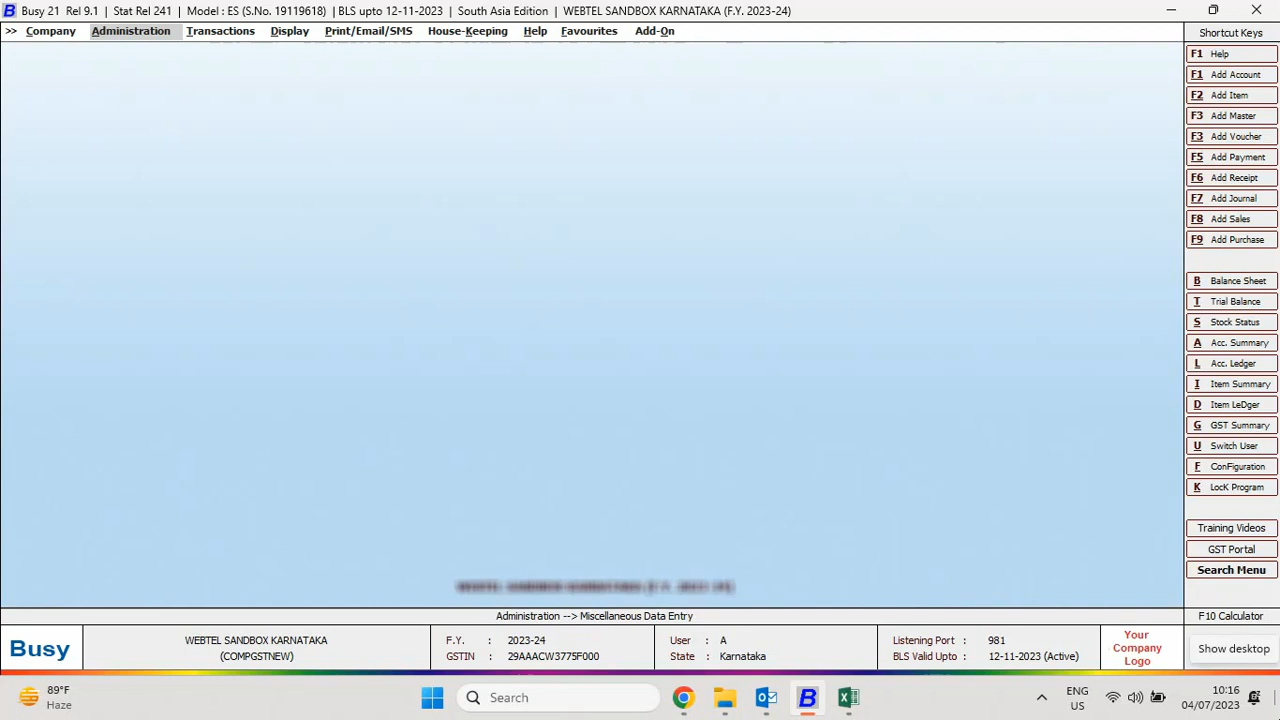 B Busy 21 Rel 9.1 | Stat Rel 241 | Model : ES (S.No. 19119618) | BLS upto 12-11-2023 | South Asia Edition | WEBTEL SANDBOX KARNATAKA (F.Y. 2023-24)
>> Company Administration Transactions Display Print/Email/SMS House-Keeping Help Favourites Add-On
Shortcut Keys
F1 Help
F1 Add Account
F2 Add Item
F3 Add Master
F3 Add Voucher
F5 Add Payment
F6 Add Receipt
F7 Add Journal
F8 Add Sales
F9 Add Purchase
B Balance Sheet
T Trial Balance
S Stock Status
A Acc. Summary
L Acc. Ledger
I Item Summary
D Item LeDger
G GST Summary
U Switch User
F ConFiguration
K LocK Program
Training Videos
GST Portal
Search Menu
WEBTEL SANDBOX KARNATAKA (F.Y. 2023-24)
Administration --> Miscellaneous Data Entry
F10 Calculator
Busy
WEBTEL SANDBOX KARNATAKA
(COMPGSTNEW)
F.Y. : 2023-24
GSTIN : 29AAACW3775F000
User : A
State : Karnataka
Listening Port : 981
BLS Valid Upto : 12-11-2023 (Active)
Your
Company
Logo
Show desktop
89°F
Haze
Search
B
ENG
US
10:16
04/07/2023